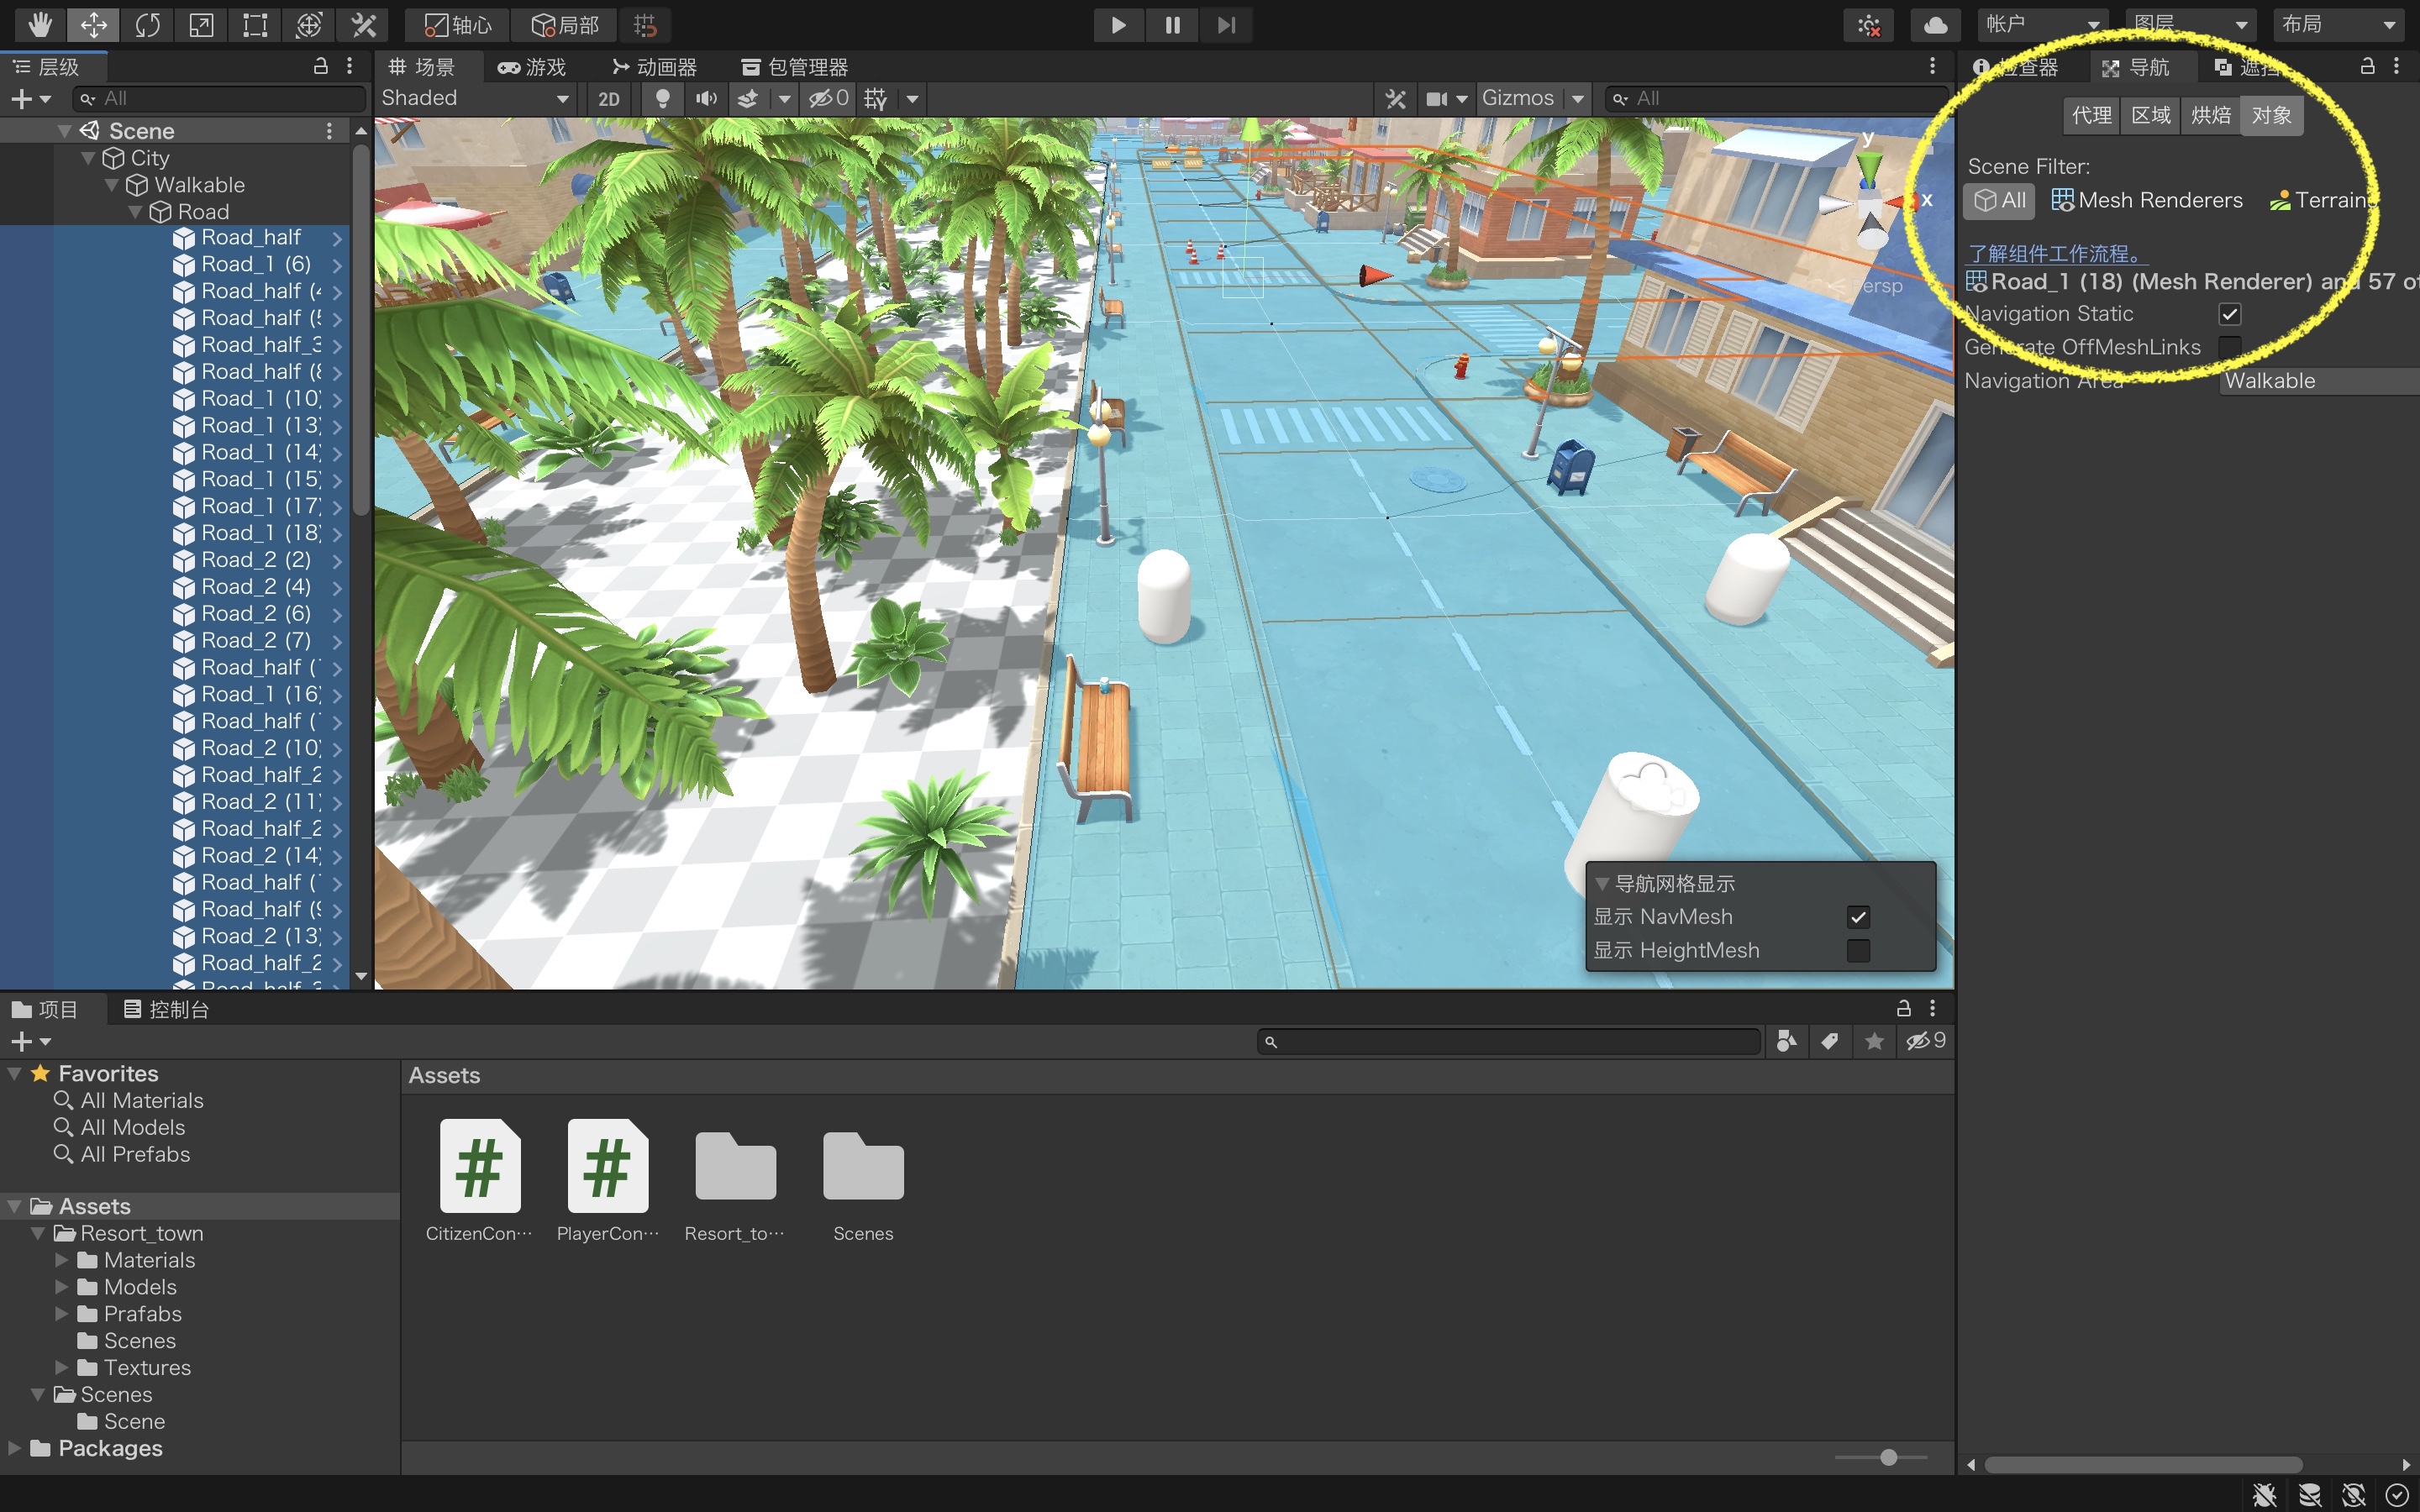 轴心
局部
帐户
图层
布局
层级
场景
游戏
动画器
包管理器
检查器
导航
遮挡
All
Shaded
2D
0
Gizmos
All
代理
区域
烘焙
对象
Scene
City
Walkable
Road
Road_half
Road_1 (6)
Road_half (4
Road_half (5
Road_half_3
Road_half (8
Road_1 (10)
Road_1 (13)
Road_1 (14)
Road_1 (15)
Road_1 (17)
Road_1 (18)
Road_2 (2)
Road_2 (4)
Road_2 (6)
Road_2 (7)
Road_half (
Road_1 (16)
Road_half (
Road_2 (10)
Road_half_2
Road_2 (11)
Road_half_2
Road_2 (14)
Road_half (
Road_half (9
Road_2 (13)
Road_half_2
y
x
Persp
导航网格显示
显示 NavMesh
显示 HeightMesh
Scene Filter:
All
Mesh Renderers
Terrains
了解组件工作流程。
Road_1 (18) (Mesh Renderer) and 57 ot
Navigation Static
Generate OffMeshLinks
Navigation Area
Walkable
项目
控制台
9
Favorites
All Materials
All Models
All Prefabs
Assets
Resort_town
Materials
Models
Prafabs
Scenes
Textures
Scenes
Scene
Packages
Assets
CitizenCon…
PlayerCon…
Resort_to…
Scenes